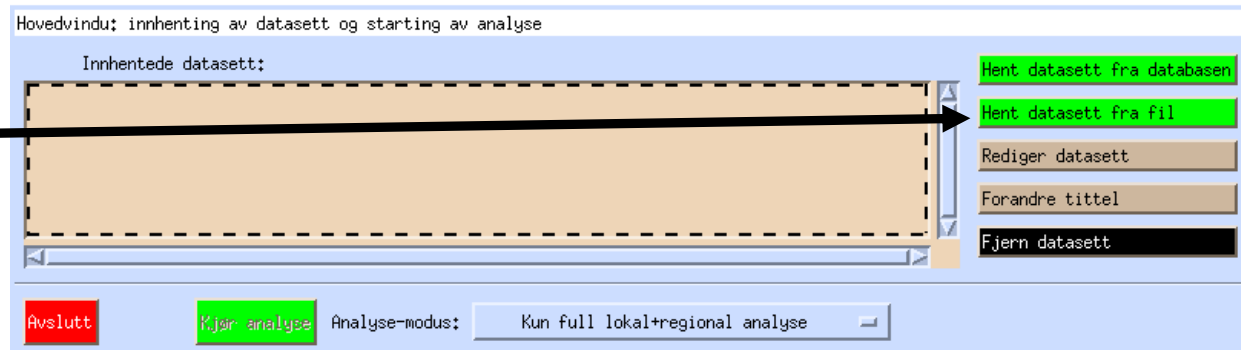 Hovedvindu: innhenting av datasett og starting av analyse
Innhentede datasett:
Hent datasett fra databasen
Hent datasett fra fil
Rediger datasett
Forandre tittel
Fjern datasett
Avslutt
Kjør analyse
Analyse-modus:
Kun full lokal+regional analyse